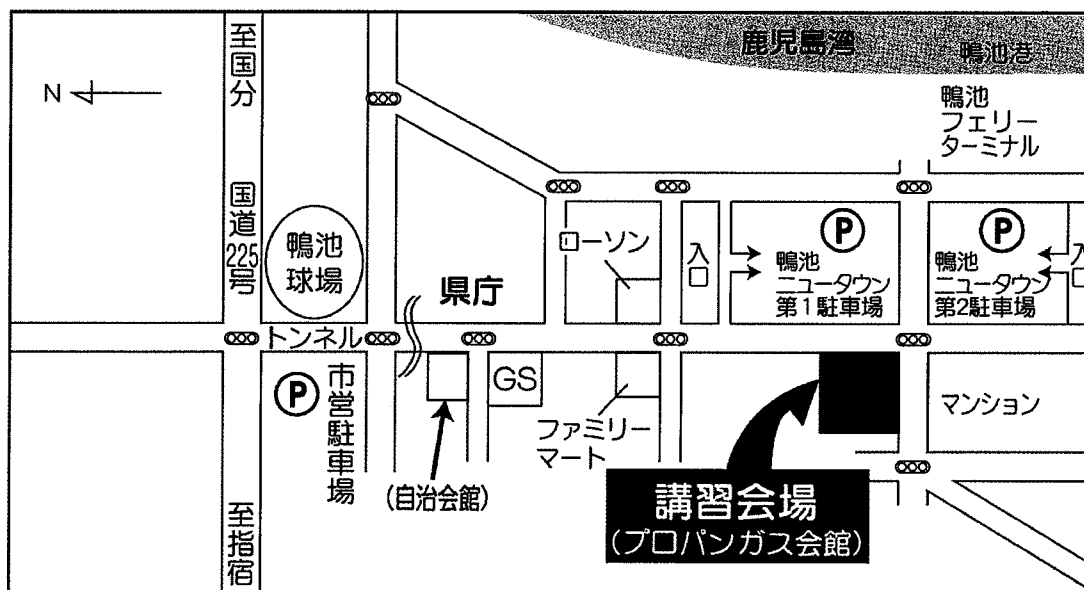 鹿児島湾
鴨池港
至国分
N
鴨池
フェリー
ターミナル
国道
225
号
鴨池
球場
県庁
ローソン
入口
P
鴨池
ニュータウン
第1駐車場
P
鴨池
ニュータウン
第2駐車場
入口
トンネル
P
市営駐車場
GS
ファミリー
マート
マンション
(自治会館)
講習会場
(プロパンガス会館)
至指宿